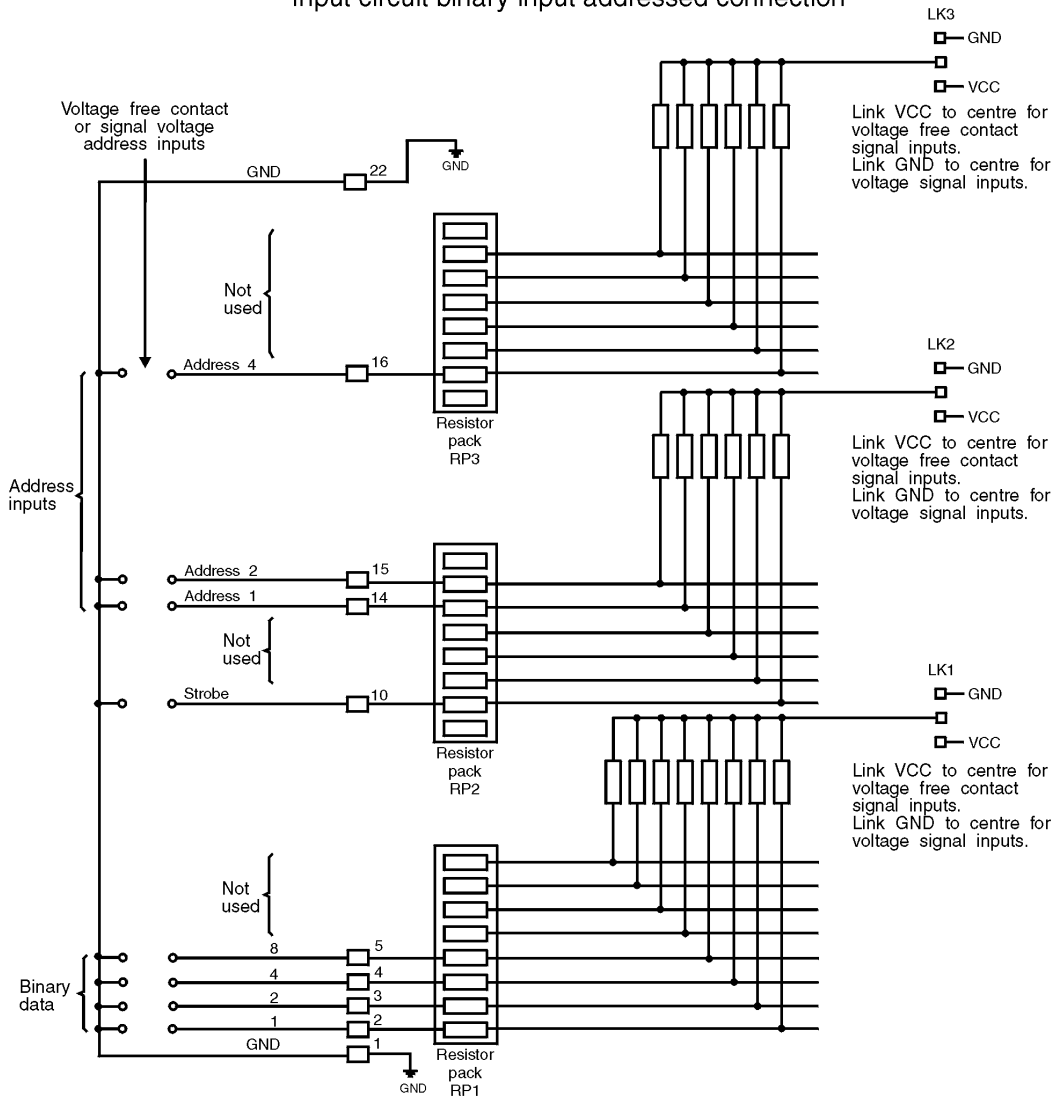 Input circuit binary input addressed connection
LK3
GND
VCC
Link VCC to centre for
voltage free contact
signal inputs.
Link GND to centre for
voltage signal inputs.
Voltage free contact
or signal voltage
address inputs
GND
22
GND
Not
used
Address 4
16
Resistor
pack
RP3
LK2
GND
VCC
Link VCC to centre for
voltage free contact
signal inputs.
Link GND to centre for
voltage signal inputs.
Address
inputs
Address 2
15
Address 1
14
Not
used
Strobe
10
Resistor
pack
RP2
LK1
GND
VCC
Link VCC to centre for
voltage free contact
signal inputs.
Link GND to centre for
voltage signal inputs.
Not
used
Binary
data
8
5
4
4
2
3
1
2
GND
1
GND
Resistor
pack
RP1